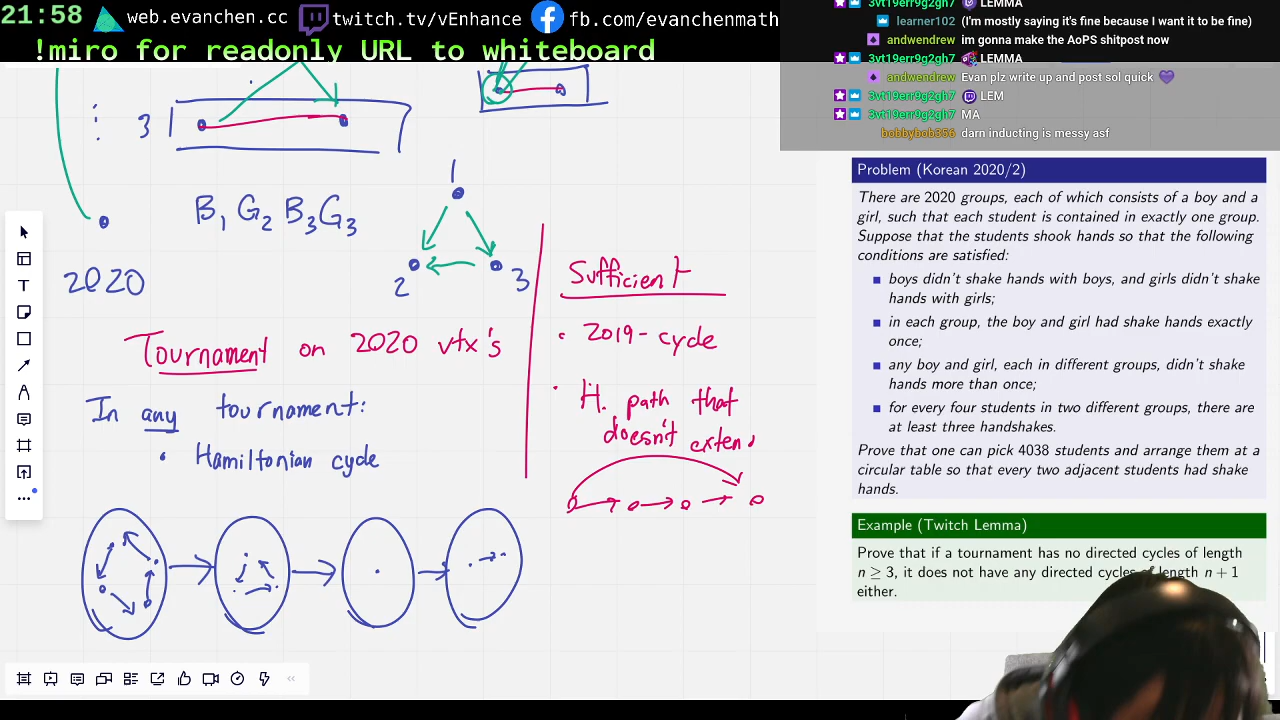 21:58
web.evanchen.cc
twitch.tv/vEnhance
fb.com/evanchenmath
!miro for readonly URL to whiteboard
3vt19err9g2gh7 LEMMA
learner102 (I'm mostly saying it's fine because I want it to be fine)
andwendrew im gonna make the AoPS shitpost now
3vt19err9g2gh7 LEMMA
andwendrew Evan plz write up and post sol quick 💜
3vt19err9g2gh7 LEM
3vt19err9g2gh7 MA
bobbybob356 darn inducting is messy asf
3
B₁ G₂ B₃ G₃
2020
1
2
3
Tournament on 2020 vtx's
In any tournament:
• Hamiltonian cycle
Sufficient
• 2019-cycle
• H. path that
doesn't exten
Problem (Korean 2020/2)
There are 2020 groups, each of which consists of a boy and a
girl, such that each student is contained in exactly one group.
Suppose that the students shook hands so that the following
conditions are satisfied:
■ boys didn't shake hands with boys, and girls didn't shake
hands with girls;
■ in each group, the boy and girl had shake hands exactly
once;
■ any boy and girl, each in different groups, didn't shake
hands more than once;
■ for every four students in two different groups, there are
at least three handshakes.
Prove that one can pick 4038 students and arrange them at a
circular table so that every two adjacent students had shake
hands.
Example (Twitch Lemma)
Prove that if a tournament has no directed cycles of length
n ≥ 3, it does not have any directed cycles of length n + 1
either.